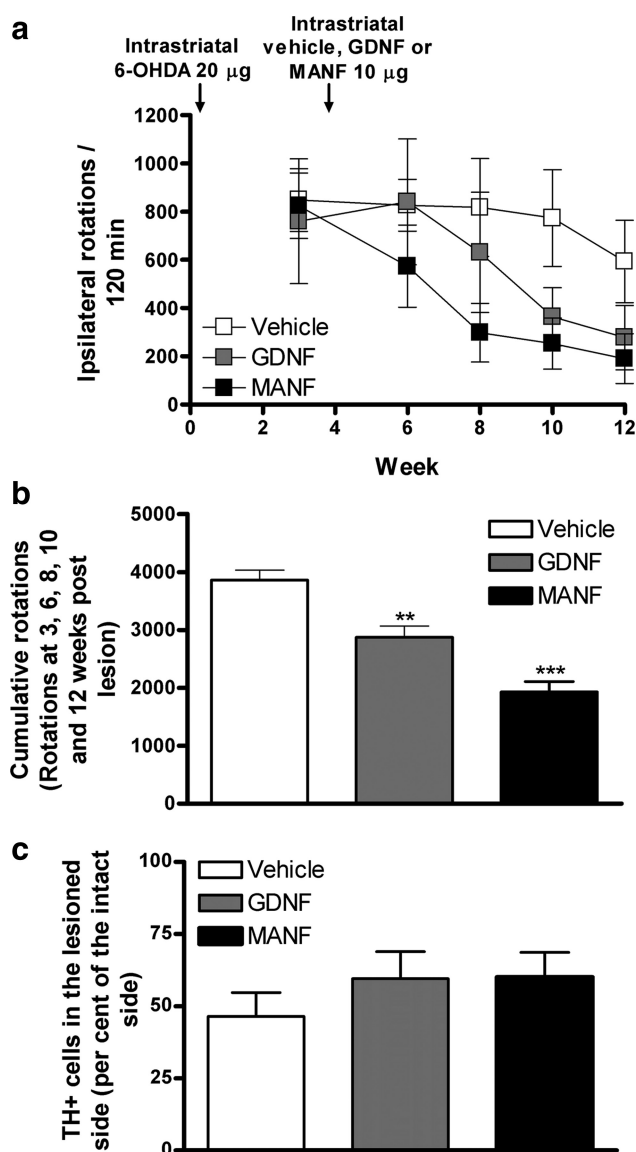 a
Intrastriatal
6-OHDA 20 μg
Intrastriatal
vehicle, GDNF or
MANF 10 μg
Ipsilateral rotations /
120 min
1200
1000
800
600
400
200
0
Vehicle
GDNF
MANF
0 2 4 6 8 10 12
Week
b
Cumulative rotations
(Rotations at 3, 6, 8, 10
and 12 weeks post
lesion)
5000
4000
3000
2000
1000
0
Vehicle
GDNF
MANF
**
***
c
TH+ cells in the lesioned
side (per cent of the intact
side)
100
75
50
25
0
Vehicle
GDNF
MANF